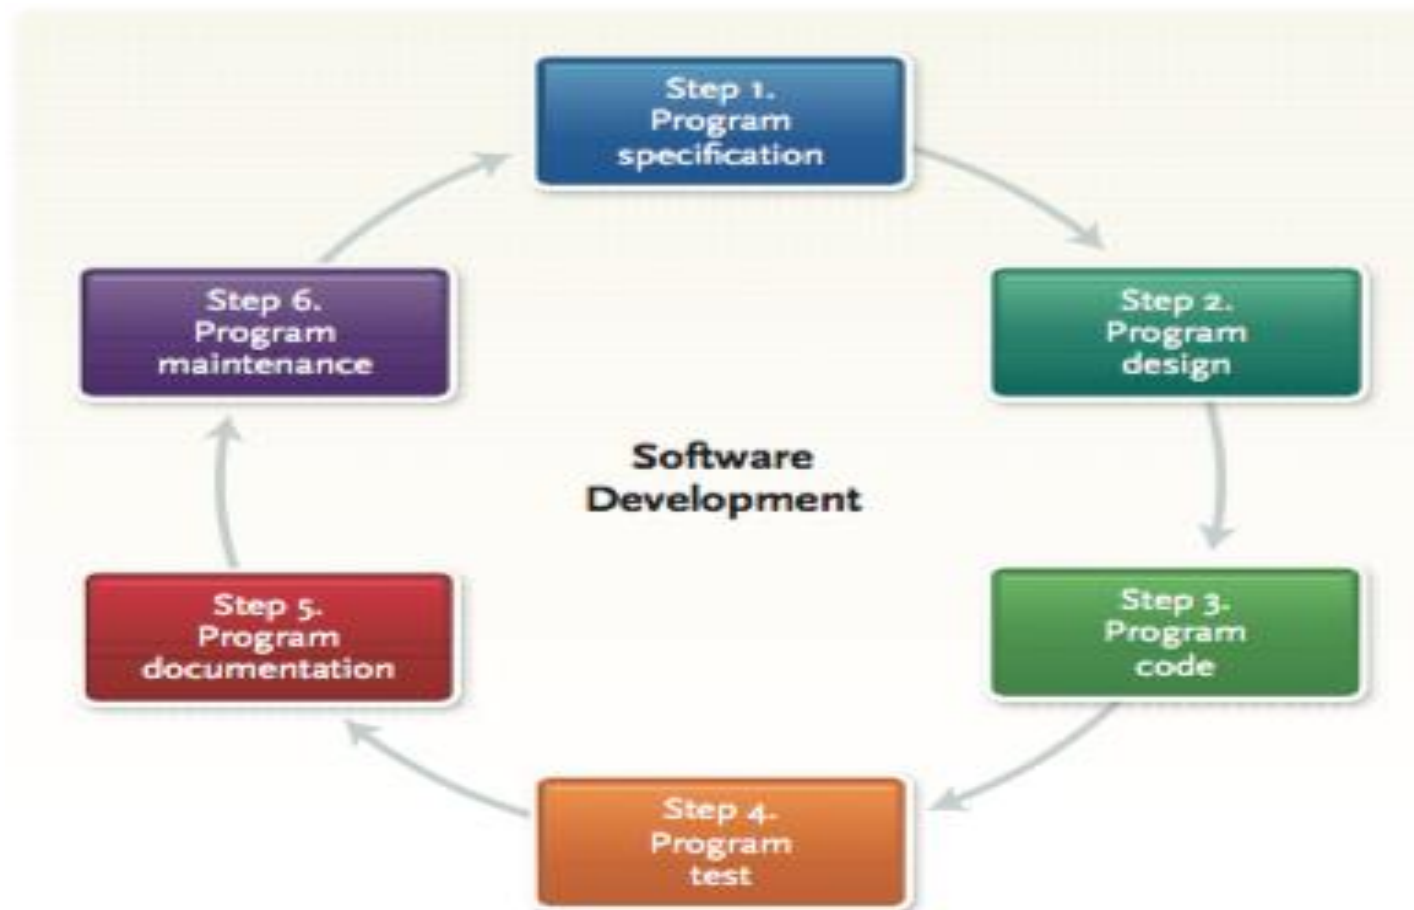 Step 1.
Program
specification
Step 2.
Program
design
Step 3.
Program
code
Step 4.
Program
test
Step 5.
Program
documentation
Step 6.
Program
maintenance
Software
Development